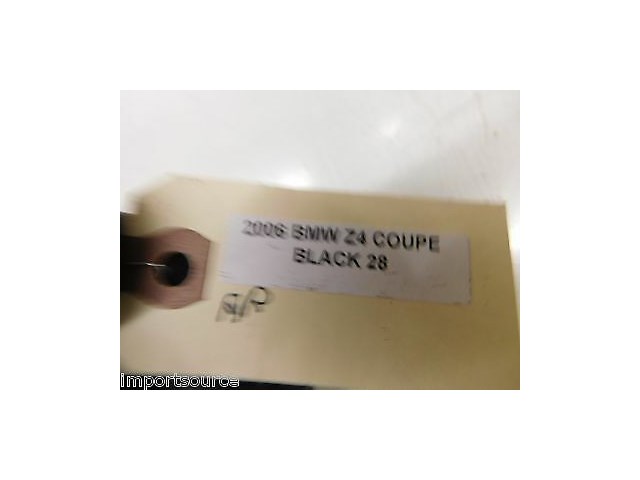 2006 BMW Z4 COUPE
BLACK 28
importsource